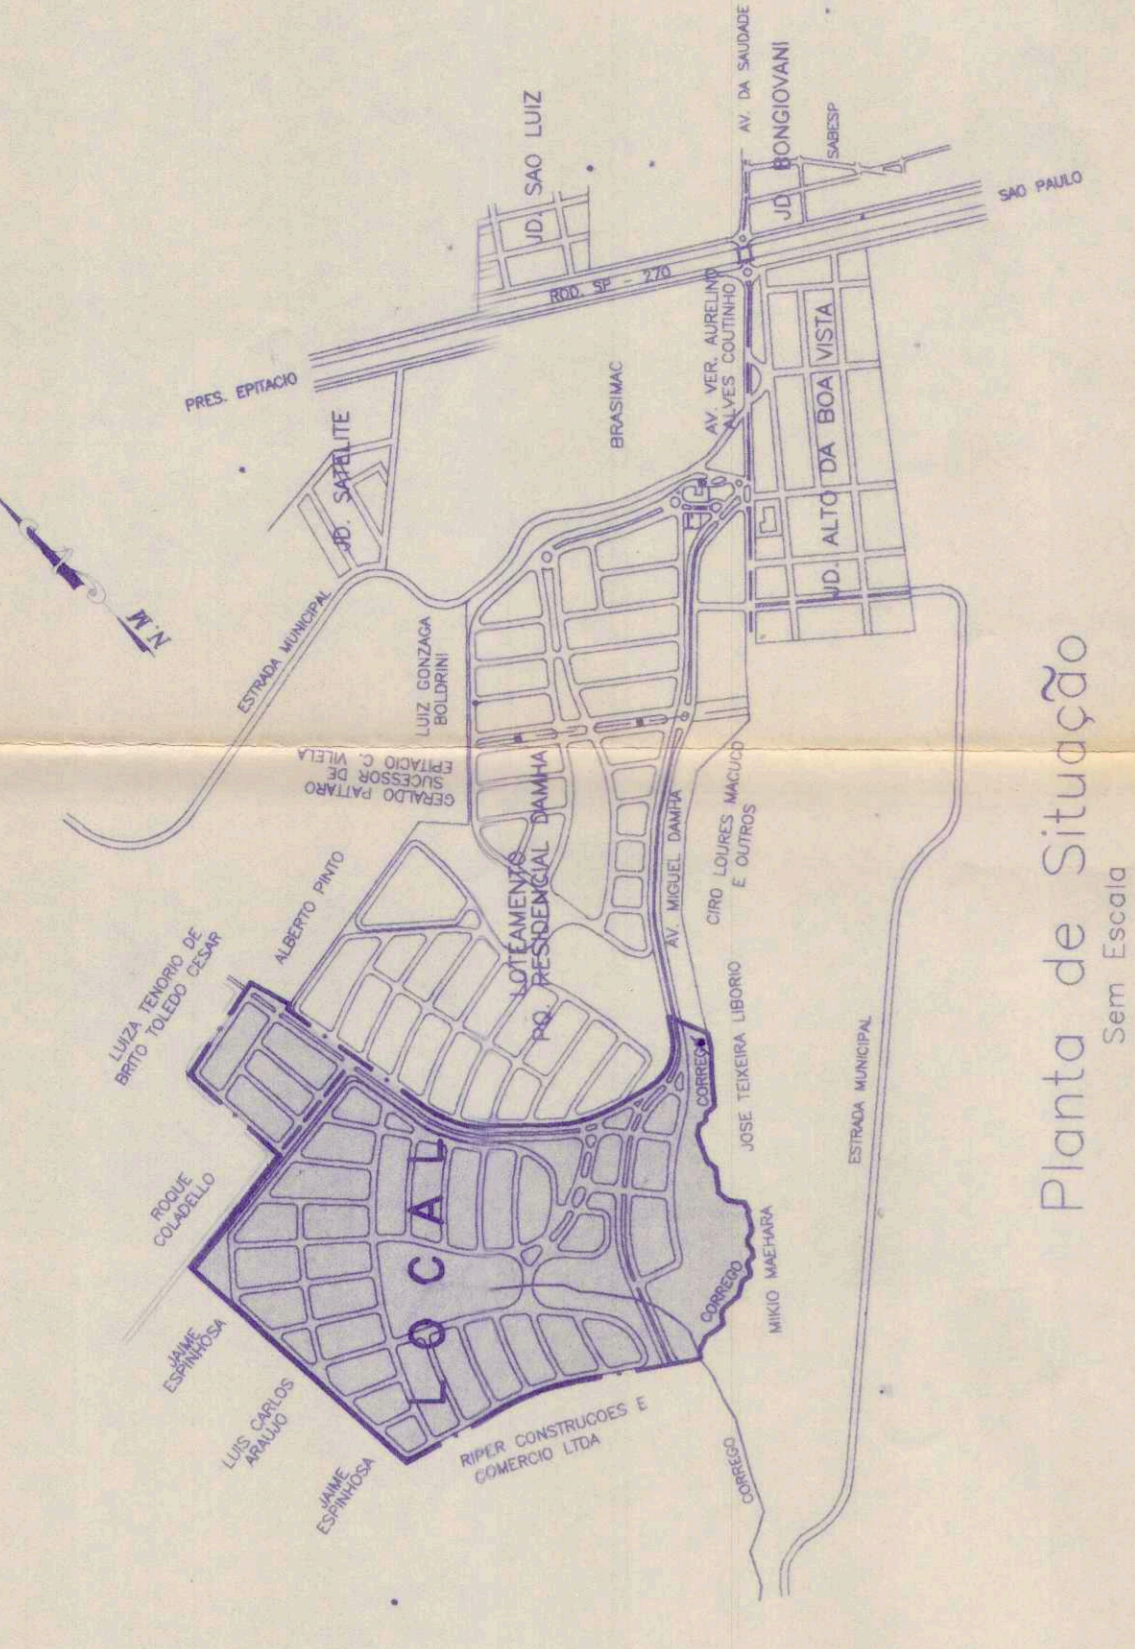 Planta de Situação
Sem Escala
N.M
LUIZA TENORIO DE
BRITO TOLEDO CESAR
ROQUE
COLADELLO
JAIME
ESPINHOSA
LUIS CARLOS
ARAUJO
JAIME
ESPINHOSA
RIPER CONSTRUCOES E
COMERCIO LTDA
LOCAL
CORREGO
CORREGO
CORREGO
MIKIO MAEHARA
JOSE TEIXEIRA LIBORIO
CIRO LOURES MACUCO
E OUTROS
ESTRADA MUNICIPAL
AV. MIGUEL DAMHA
LOTEAMENTO
PQ. RESIDENCIAL DAMHA
ALBERTO PINTO
GERALDO PATTARO
SUCESSOR DE
EPITACIO C. VILELA
LUIZ GONZAGA
BOLDRINI
ESTRADA MUNICIPAL
JD. SATELITE
PRES. EPITACIO
ROD. SP - 270
BRASIMAC
AV. VER. AURELINO
ALVES COUTINHO
JD. ALTO DA BOA VISTA
JD. SAO LUIZ
AV. DA SAUDADE
JD. BONGIOVANI
SABESP
SAO PAULO